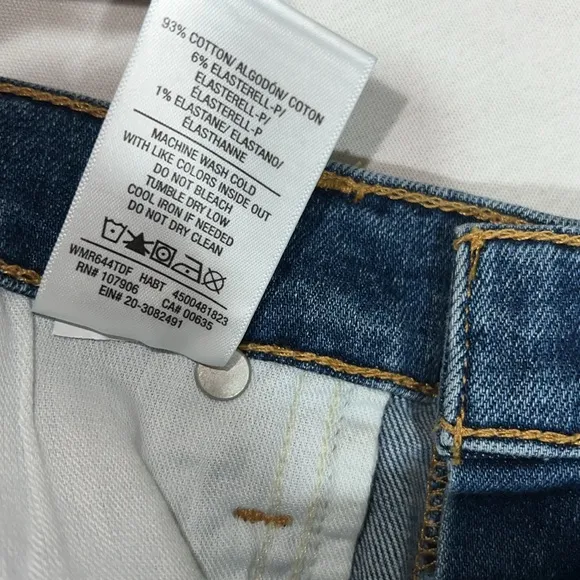 93% COTTON/ ALGODÓN/ COTON
6% ELASTERELL-P/
ELASTERELL-P/
ÉLASTERELL-P
1% ELASTANE/ ELASTANO/
ÉLASTHANNE
MACHINE WASH COLD
WITH LIKE COLORS INSIDE OUT
DO NOT BLEACH
TUMBLE DRY LOW
COOL IRON IF NEEDED
DO NOT DRY CLEAN
WMR644TDF HABT 4500481823
RN# 107906 CA# 00635
EIN# 20-3082491